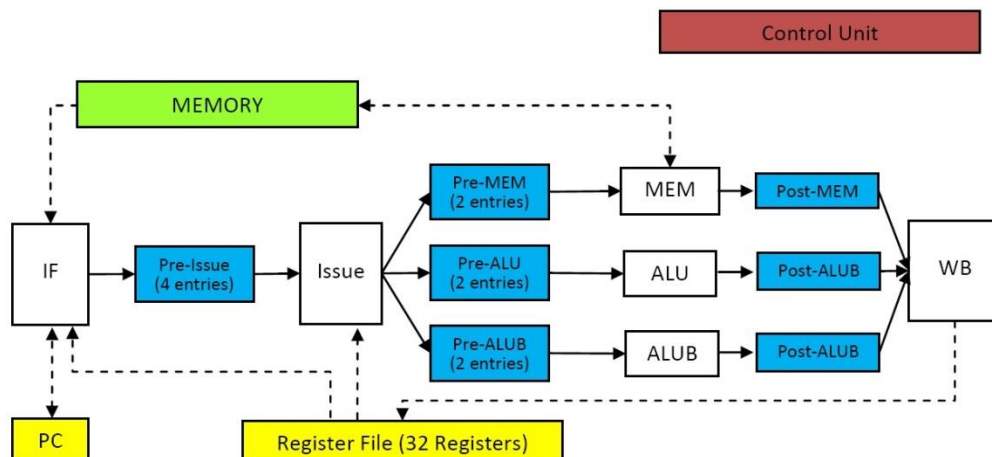 Control Unit
MEMORY
Pre-MEM
(2 entries)
MEM
Post-MEM
IF
Pre-Issue
(4 entries)
Issue
Pre-ALU
(2 entries)
ALU
Post-ALUB
WB
Pre-ALUB
(2 entries)
ALUB
Post-ALUB
PC
Register File (32 Registers)